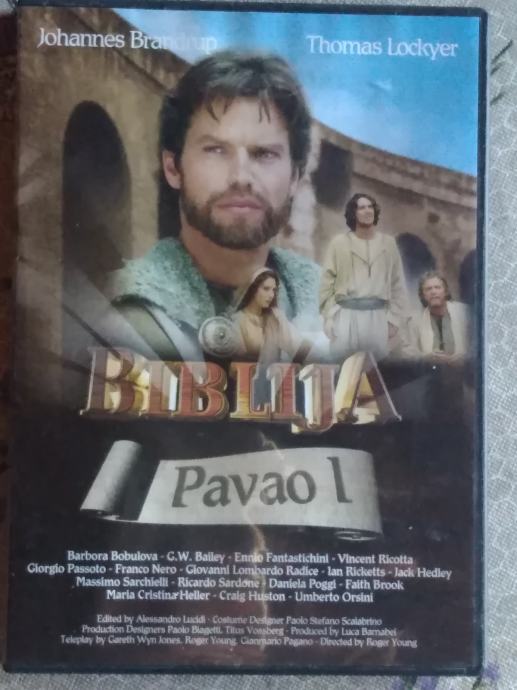 Johannes Brandrup Thomas Lockyer
BIBLIJA
Pavao I
Barbora Bobulova - G.W. Bailey - Ennio Fantastichini - Vincent Ricotta
Giorgio Passoto - Franco Nero - Giovanni Lombardo Radice - Ian Ricketts - Jack Hedley
Massimo Sarchielli - Ricardo Sardone - Daniela Poggi - Faith Brook
Maria Cristina Heller - Craig Huston - Umberto Orsini
Edited by Alessandro Lucidi · Costume Designer Paolo Stefano Scalabrino
Production Designers Paolo Biagetti, Titus Vossberg - Produced by Luca Barnabei
Teleplay by Gareth Wyn Jones, Roger Young, Gianmario Pagano - Directed by Roger Young